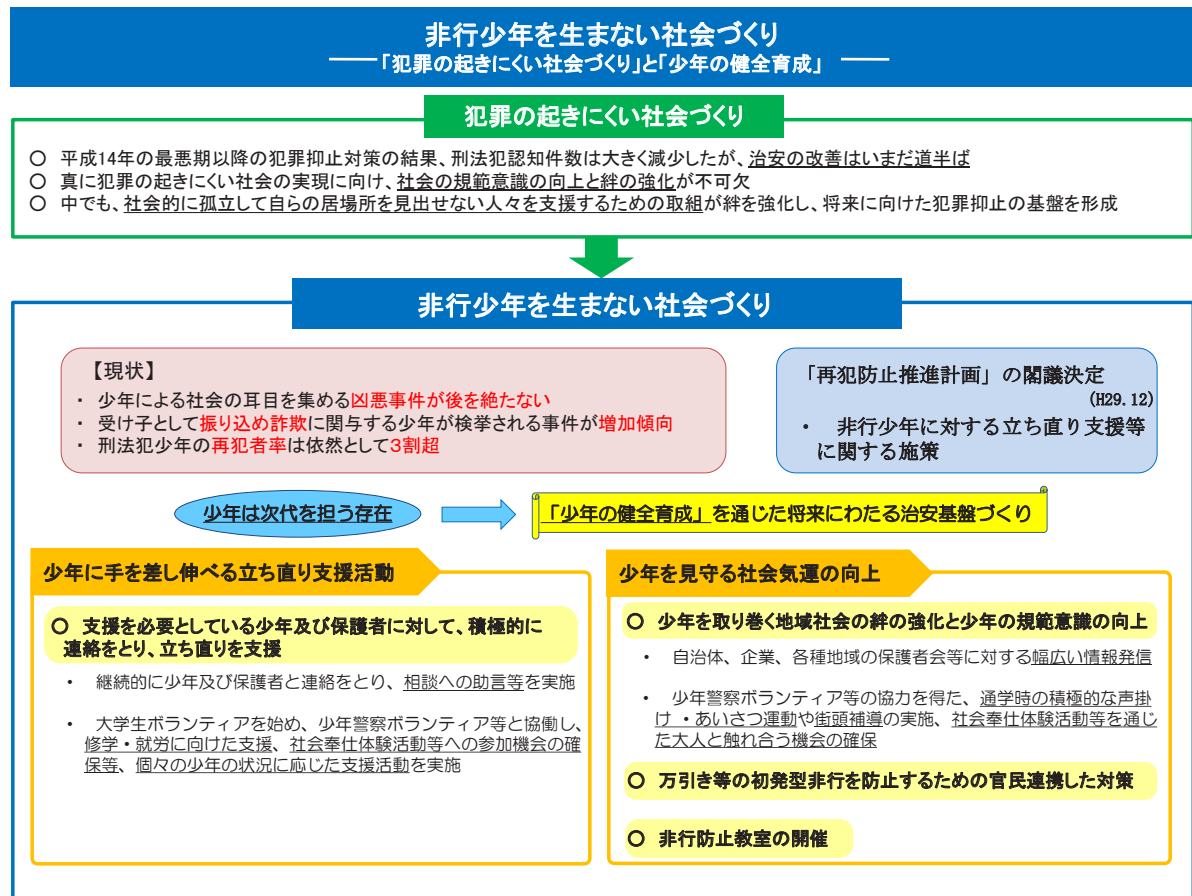 非行少年を生まない社会づくり
――「犯罪の起きにくい社会づくり」と「少年の健全育成」 ――
犯罪の起きにくい社会づくり
○ 平成14年の最悪期以降の犯罪抑止対策の結果、刑法犯認知件数は大きく減少したが、治安の改善はいまだ道半ば
○ 真に犯罪の起きにくい社会の実現に向け、社会の規範意識の向上と絆の強化が不可欠
○ 中でも、社会的に孤立して自らの居場所を見出せない人々を支援するための取組が絆を強化し、将来に向けた犯罪抑止の基盤を形成
非行少年を生まない社会づくり
【現状】
・ 少年による社会の耳目を集める凶悪事件が後を絶たない
・ 受け子として振り込め詐欺に関与する少年が検挙される事件が増加傾向
・ 刑法犯少年の再犯者率は依然として3割超
「再犯防止推進計画」の閣議決定
(H29.12)
・ 非行少年に対する立ち直り支援等
に関する施策
少年は次代を担う存在
「少年の健全育成」を通じた将来にわたる治安基盤づくり
少年に手を差し伸べる立ち直り支援活動
○ 支援を必要としている少年及び保護者に対して、積極的に
連絡をとり、立ち直りを支援
・ 継続的に少年及び保護者と連絡をとり、相談への助言等を実施
・ 大学生ボランティアを始め、少年警察ボランティア等と協働し、
修学・就労に向けた支援、社会奉仕体験活動等への参加機会の確
保等、個々の少年の状況に応じた支援活動を実施
少年を見守る社会気運の向上
○ 少年を取り巻く地域社会の絆の強化と少年の規範意識の向上
・ 自治体、企業、各種地域の保護者会等に対する幅広い情報発信
・ 少年警察ボランティア等の協力を得た、通学時の積極的な声掛
け ・あいさつ運動や街頭補導の実施、社会奉仕体験活動等を通じ
た大人と触れ合う機会の確保
○ 万引き等の初発型非行を防止するための官民連携した対策
○ 非行防止教室の開催